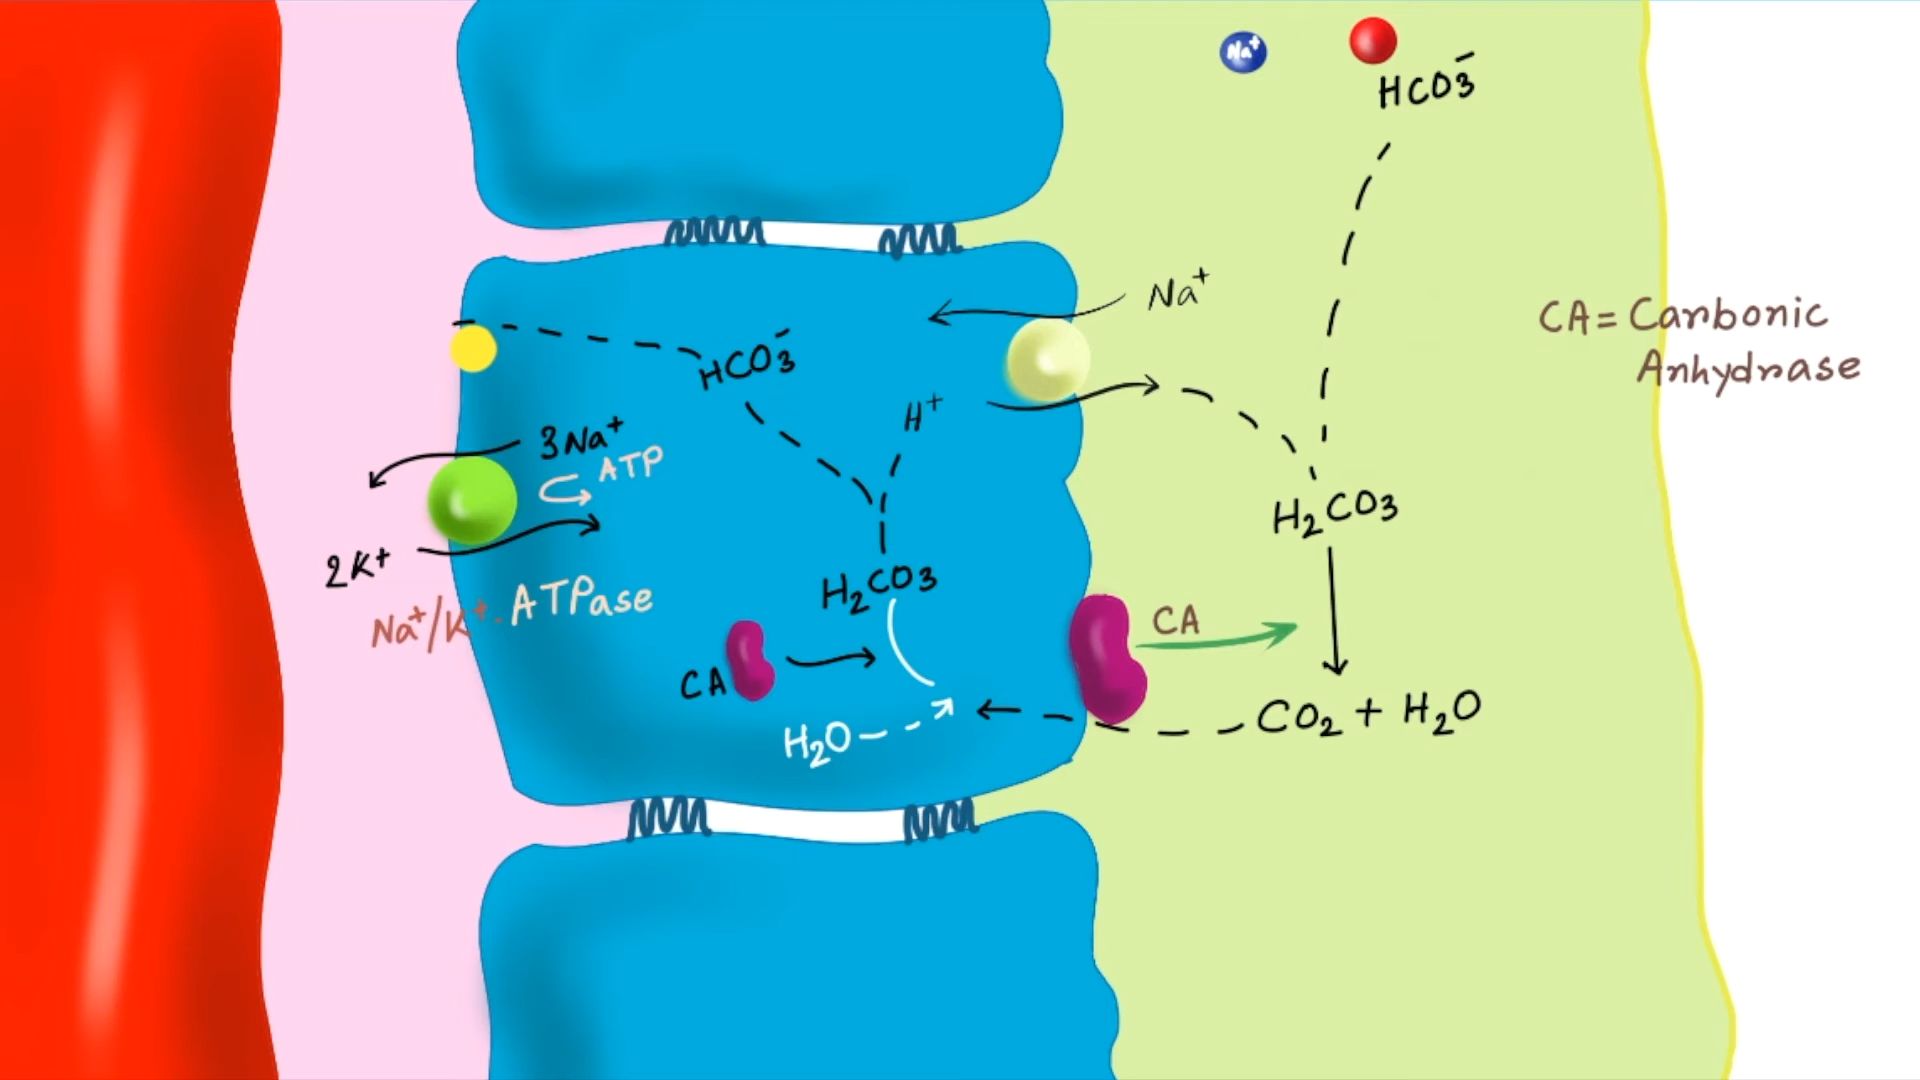 Na⁺
HCO₃⁻
Na⁺
CA = Carbonic
Anhydrase
HCO₃⁻
H⁺
3Na⁺
ATP
H₂CO₃
2K+
H₂CO₃
Na⁺/K⁺-ATPase
CA
CA
H₂O
CO₂ + H₂O